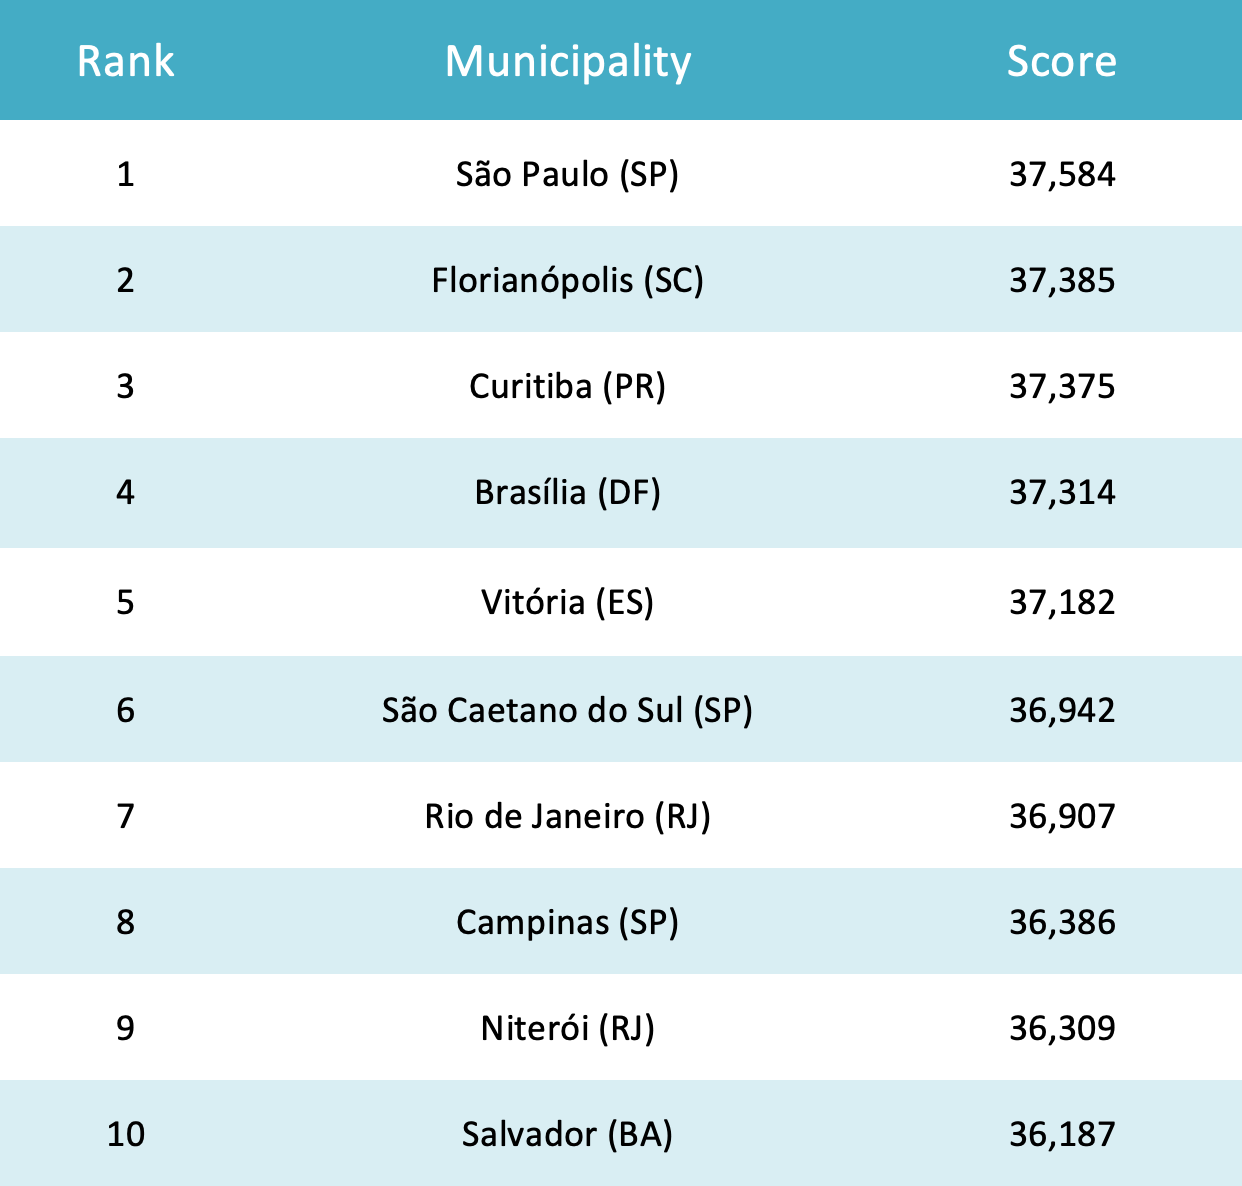 Rank Municipality Score
1 São Paulo (SP) 37,584
2 Florianópolis (SC) 37,385
3 Curitiba (PR) 37,375
4 Brasília (DF) 37,314
5 Vitória (ES) 37,182
6 São Caetano do Sul (SP) 36,942
7 Rio de Janeiro (RJ) 36,907
8 Campinas (SP) 36,386
9 Niterói (RJ) 36,309
10 Salvador (BA) 36,187